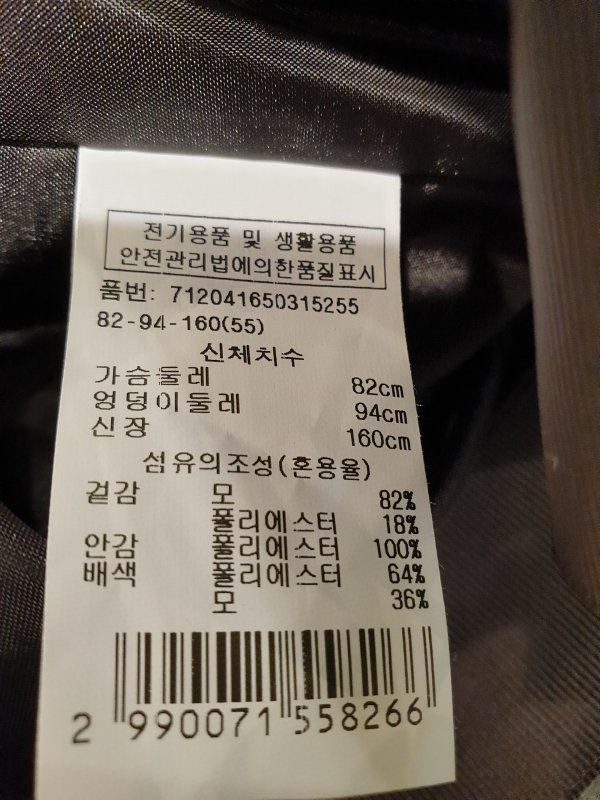 전기용품 및 생활용품
안전관리법에의한품질표시
품번: 712041650315255
82-94-160(55)
신체치수
가슴둘레 82cm
엉덩이둘레 94cm
신장 160cm
섬유의조성(혼용율)
겉감 모 82%
폴리에스터 18%
안감 폴리에스터 100%
배색 폴리에스터 64%
모 36%
2 990071 558266